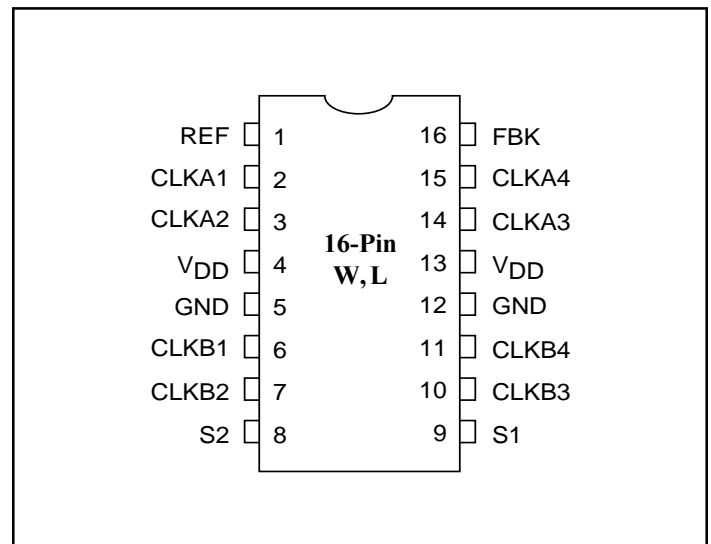 REF 1 16 FBK
CLKA1 2 15 CLKA4
CLKA2 3 14 CLKA3
16-Pin
W, L
VDD 4 13 VDD
GND 5 12 GND
CLKB1 6 11 CLKB4
CLKB2 7 10 CLKB3
S2 8 9 S1